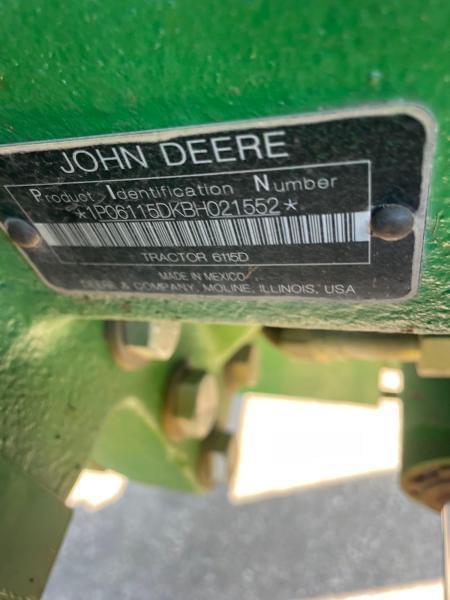 JOHN DEERE
Product Identification Number
*1P06115DKBH021552*
TRACTOR 6115D
MADE IN MEXICO
DEERE & COMPANY, MOLINE, ILLINOIS, USA